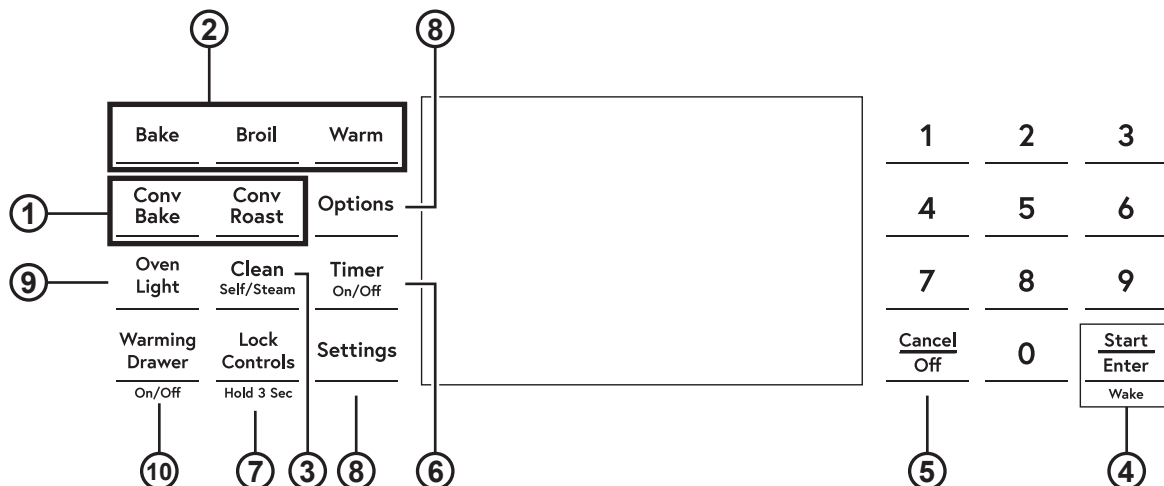 2
8
Bake Broil Warm 1 2 3
Conv Conv
Bake Roast Options 4 5 6
1
Oven
Light
Clean
Self/Steam
Timer
On/Off
7 8 9
9
Warming
Drawer
On/Off
Lock
Controls
Hold 3 Sec
Settings
Cancel
Off
0
Start
Enter
Wake
10 7 3 8 6 5 4